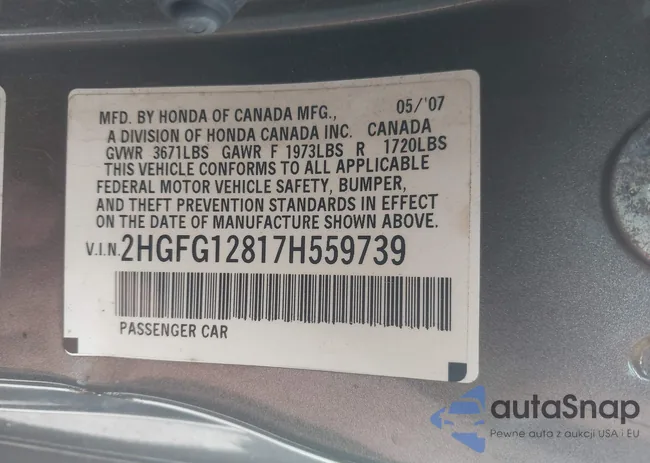 MFD. BY HONDA OF CANADA MFG., 05/'07
A DIVISION OF HONDA CANADA INC. CANADA
GVWR 3671LBS GAWR F 1973LBS R 1720LBS
THIS VEHICLE CONFORMS TO ALL APPLICABLE
FEDERAL MOTOR VEHICLE SAFETY, BUMPER,
AND THEFT PREVENTION STANDARDS IN EFFECT
ON THE DATE OF MANUFACTURE SHOWN ABOVE.
V.I.N. 2HGFG12817H559739
PASSENGER CAR
autaSnap
Pewne auta z aukcji USA i EU